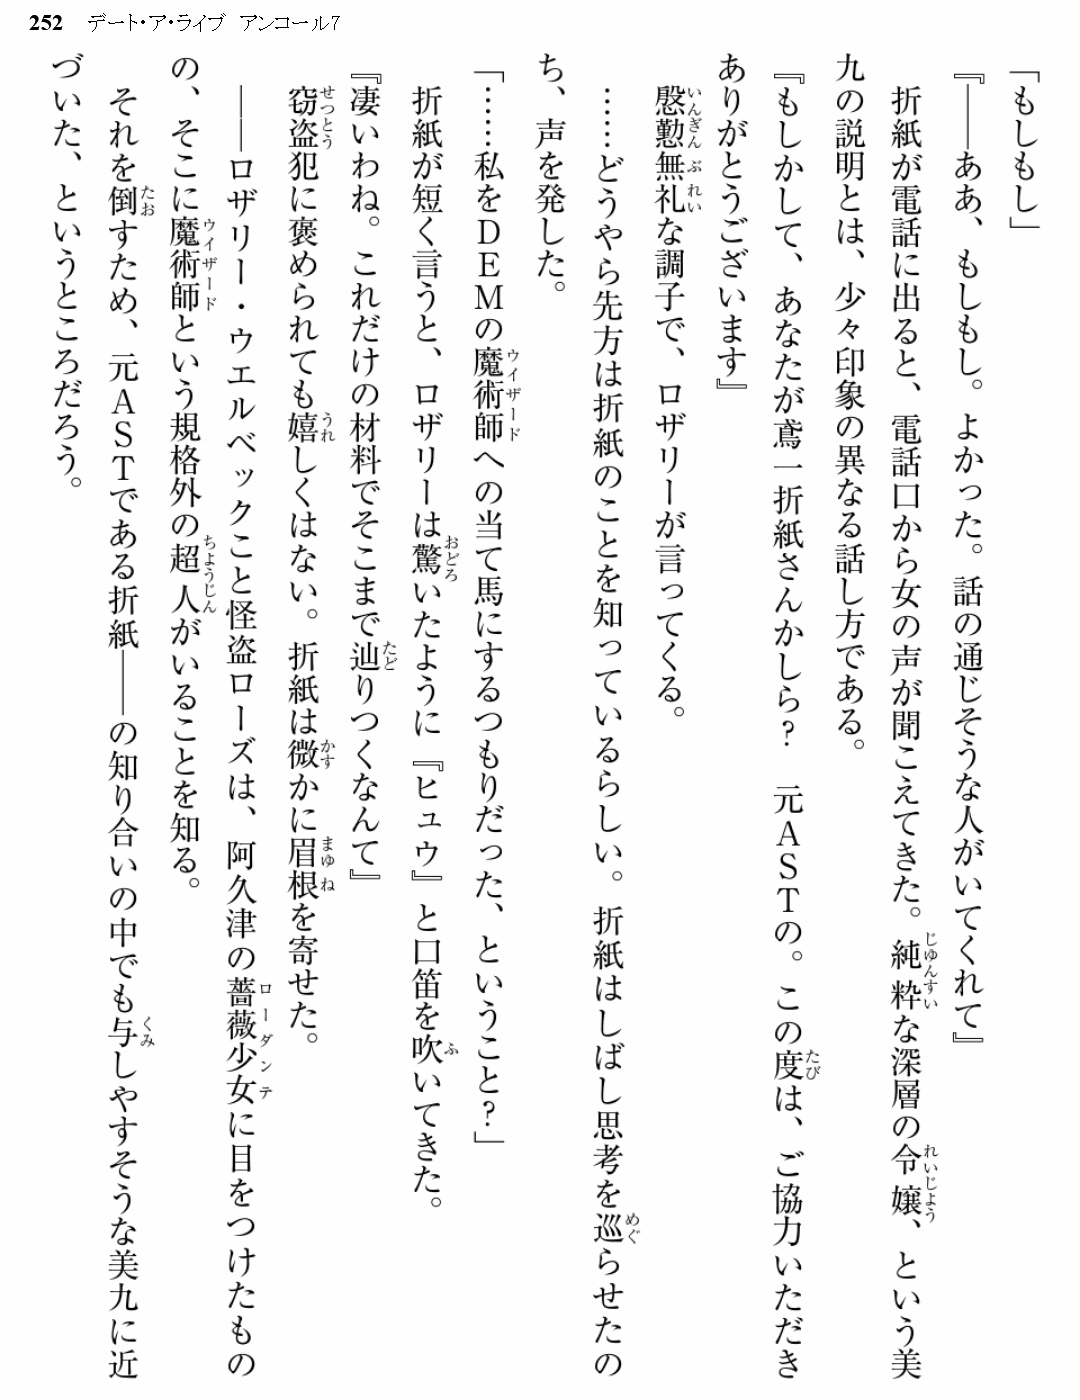 252　デート・ア・ライブ　アンコール7
「もしもし」
『――ああ、もしもし。よかった。話の通じそうな人がいてくれて』
　折紙が電話に出ると、電話口から女の声が聞こえてきた。純粋な深層の令嬢、という美
九の説明とは、少々印象の異なる話し方である。
『もしかして、あなたが鳶一折紙さんかしら？　元ＡＳＴの。この度は、ご協力いただき
ありがとうございます』
　慇懃無礼な調子で、ロザリーが言ってくる。
　……どうやら先方は折紙のことを知っているらしい。折紙はしばし思考を巡らせたの
ち、声を発した。
「……私をＤＥＭの魔術師への当て馬にするつもりだった、ということ？」
　折紙が短く言うと、ロザリーは驚いたように『ヒュウ』と口笛を吹いてきた。
『凄いわね。これだけの材料でそこまで辿りつくなんて』
　窃盗犯に褒められても嬉しくはない。折紙は微かに眉根を寄せた。
　――ロザリー・ウエルベックこと怪盗ローズは、阿久津の薔薇少女に目をつけたもの
の、そこに魔術師という規格外の超人がいることを知る。
　それを倒すため、元ＡＳＴである折紙――の知り合いの中でも与しやすそうな美九に近
づいた、というところだろう。